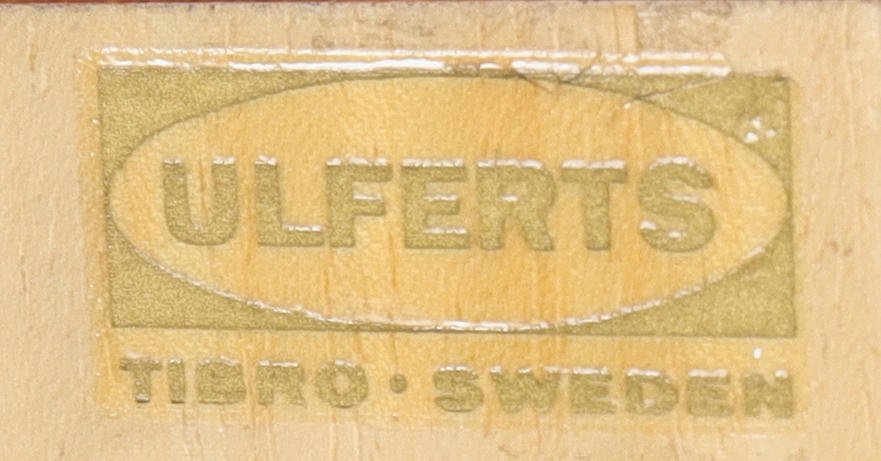 ULFERTS
TIBRO · SWEDEN